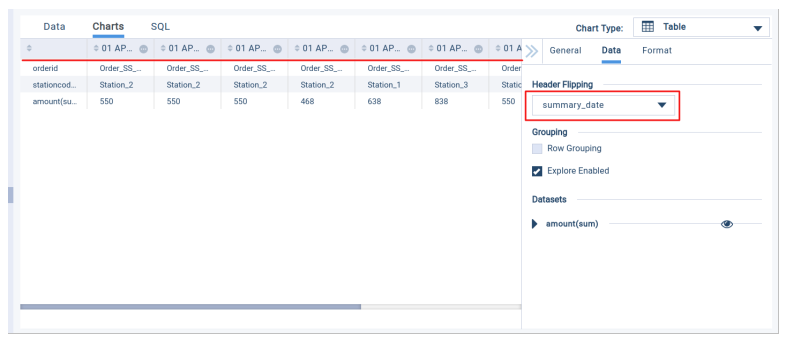 Data Charts SQL
Chart Type: Table
01 AP... 01 AP... 01 AP... 01 AP... 01 AP... 01 AP... 01 A
General Data Format
orderid Order_SS_... Order_SS_... Order_SS_... Order_SS_... Order_SS_... Order_SS_... Order
stationcod... Station_2 Station_2 Station_2 Station_2 Station_1 Station_3 Static
amount(su... 550 550 550 468 638 838 550
Header Flipping
summary_date
Grouping
Row Grouping
Explore Enabled
Datasets
amount(sum)